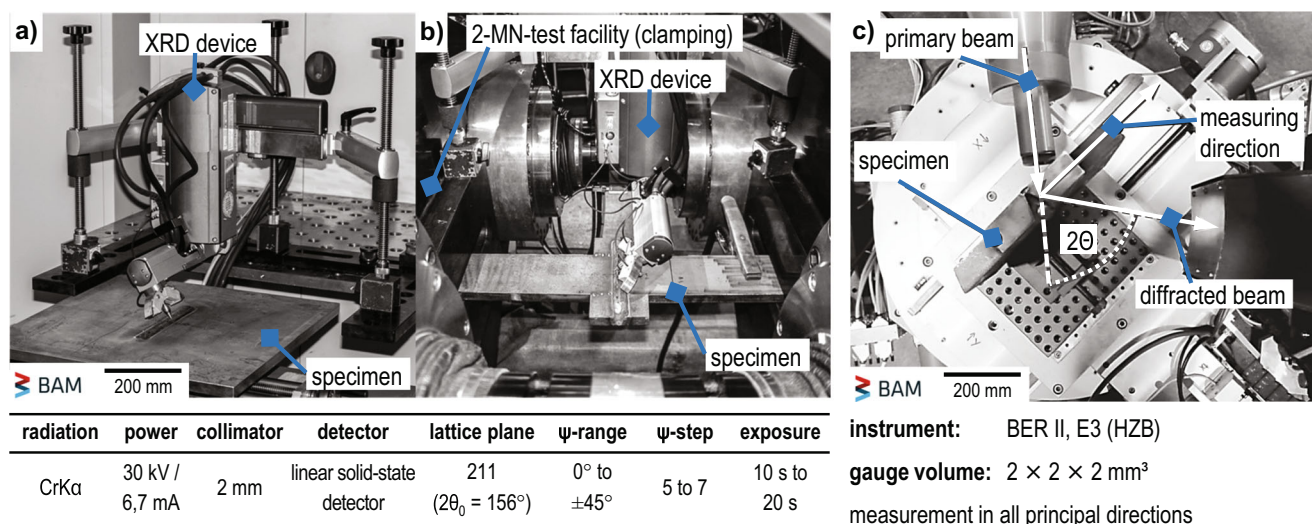 a)
XRD device
specimen
BAM
200 mm
b)
2-MN-test facility (clamping)
XRD device
specimen
c)
primary beam
measuring
direction
specimen
2Θ
diffracted beam
BAM
200 mm
radiation power collimator detector lattice plane ψ-range ψ-step exposure
CrKα 30 kV / 6,7 mA 2 mm linear solid-state detector 211 (2θ₀ = 156°) 0° to ±45° 5 to 7 10 s to 20 s
instrument: BER II, E3 (HZB)
gauge volume: 2 × 2 × 2 mm³
measurement in all principal directions